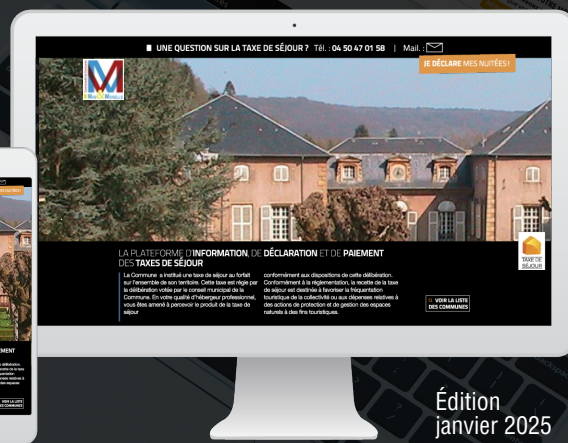 UNE QUESTION SUR LA TAXE DE SÉJOUR ? Tél. : 04 50 47 01 58 | Mail. :
JE DÉCLARE MES NUITÉES !
LA PLATEFORME D'INFORMATION, DE DÉCLARATION ET DE PAIEMENT
DES TAXES DE SÉJOUR
La Commune a institué une taxe de séjour au forfait
sur l'ensemble de son territoire. Cette taxe est régie par
la délibération votée par le conseil municipal de la
Commune. En votre qualité d'hébergeur professionnel,
vous êtes amené à percevoir le produit de la taxe de
séjour
conformément aux dispositions de cette délibération.
Conformément à la réglementation, la recette de la taxe
de séjour est destinée à favoriser la fréquentation
touristique de la collectivité ou aux dépenses relatives à
des actions de protection et de gestion des espaces
naturels à des fins touristiques.
TAXE DE
SÉJOUR
VOIR LA LISTE
DES COMMUNES
Édition
janvier 2025